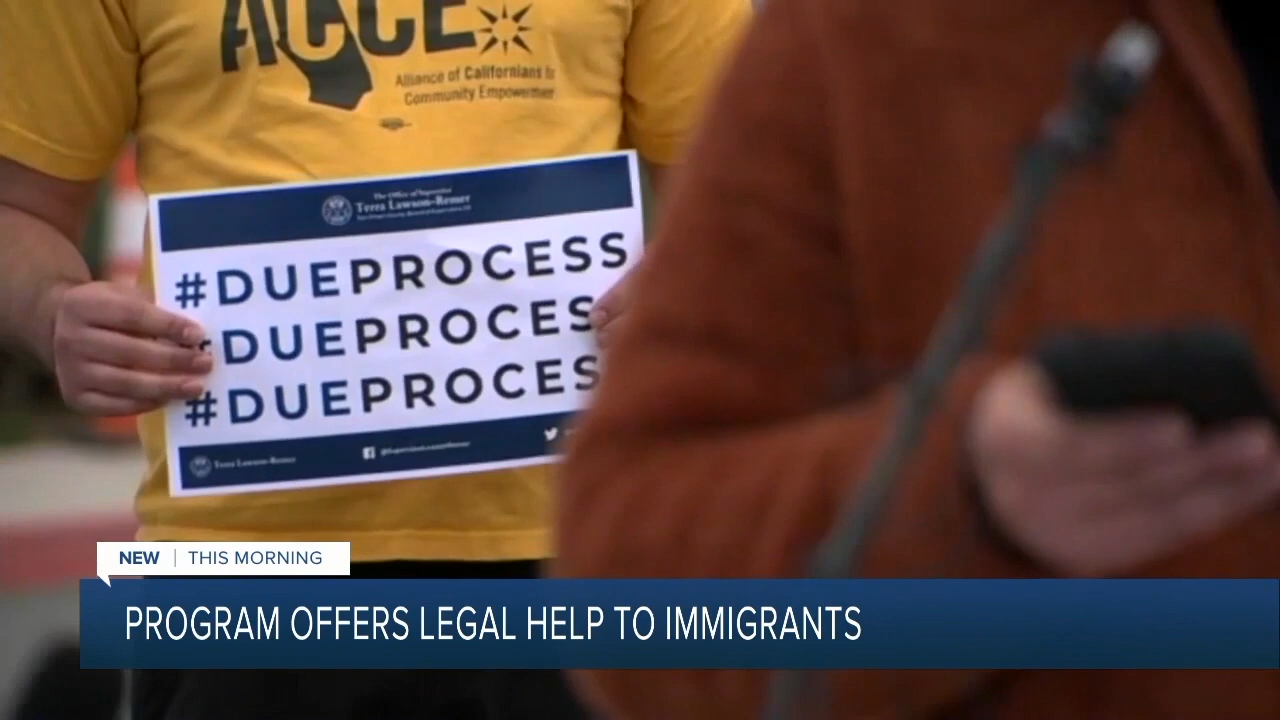 ACCE
Alliance of Californians for
Community Empowerment
The Office of Supervisor
Terra Lawson-Remer
#DUEPROCESS
#DUEPROCES
#DUEPROCES
Terra Lawson-Remer
NEW | THIS MORNING
PROGRAM OFFERS LEGAL HELP TO IMMIGRANTS